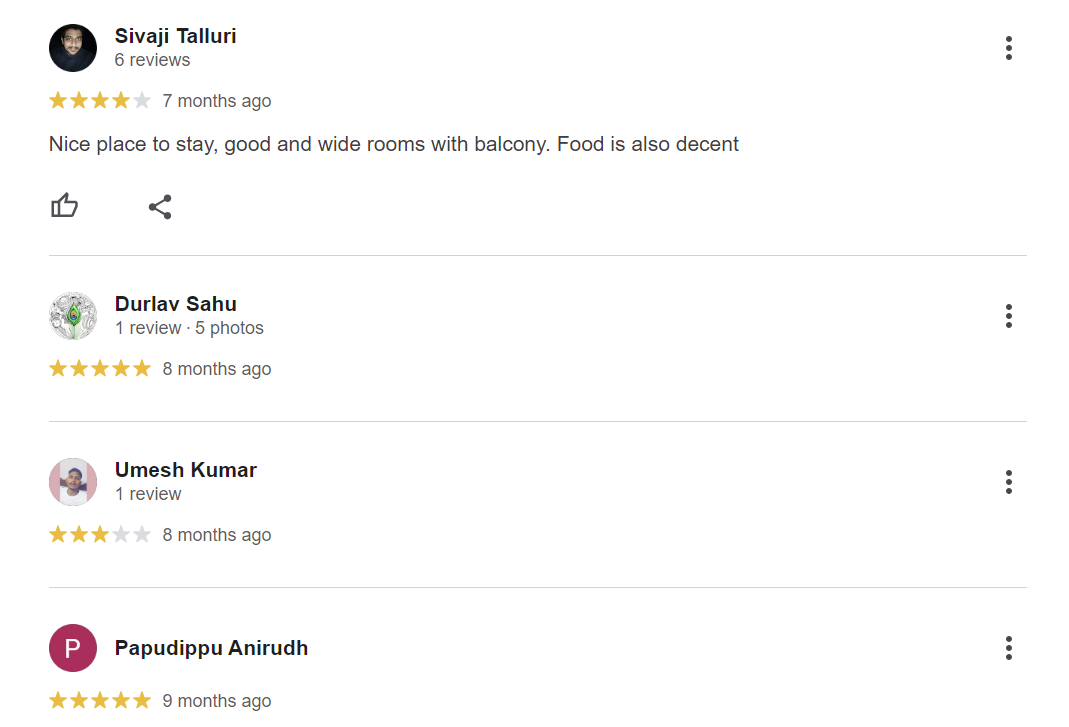 Sivaji Talluri
6 reviews
7 months ago
Nice place to stay, good and wide rooms with balcony. Food is also decent
Durlav Sahu
1 review · 5 photos
8 months ago
Umesh Kumar
1 review
8 months ago
P
Papudippu Anirudh
9 months ago